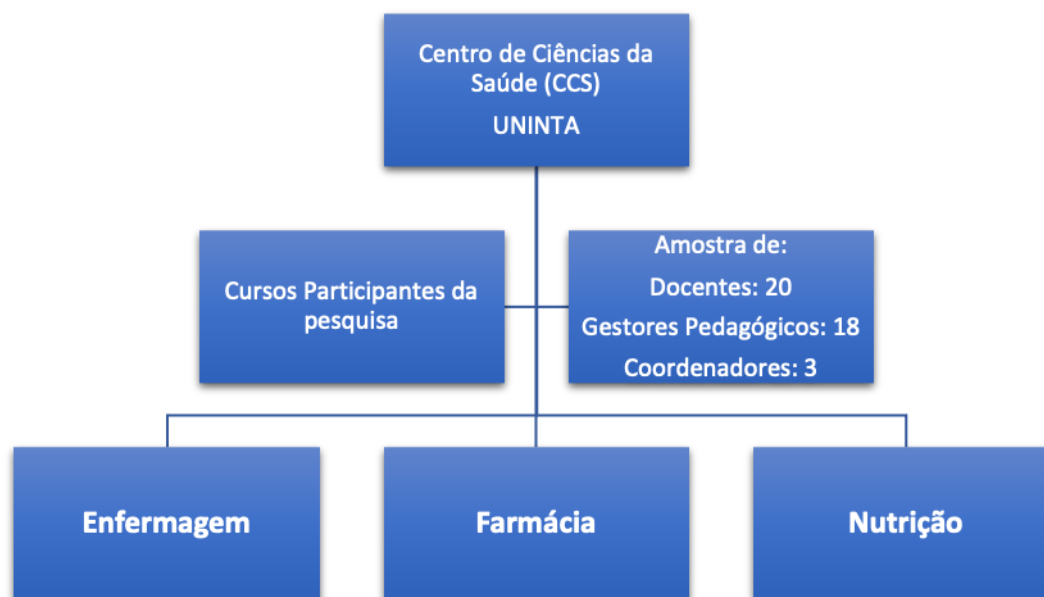 Centro de Ciências da
Saúde (CCS)
UNINTA
Cursos Participantes da
pesquisa
Amostra de:
Docentes: 20
Gestores Pedagógicos: 18
Coordenadores: 3
Enfermagem
Farmácia
Nutrição